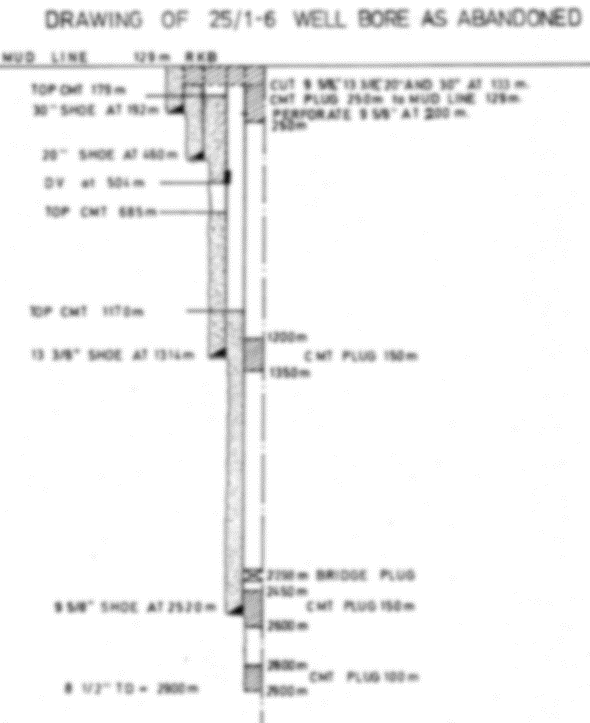 DRAWING OF 25/1-6 WELL BORE AS ABANDONED
MUD LINE 129m RKB
CUT 9 5/8", 13 3/8", 20" AND 30" AT 133 m.
TOP CMT 179m
CMT PLUG 250m to MUD LINE 129m.
30" SHOE AT 192m
PERFORATE 9 5/8" AT 200 m.
250m
20" SHOE AT 460m
DV at 504m
TOP CMT 685m
TOP CMT 1170m
1200m
13 3/8" SHOE AT 1314m
CMT PLUG 150m
1350m
BRIDGE PLUG
2450m
9 5/8" SHOE AT 2520m
CMT PLUG 150m
2600m
2800m
CMT PLUG 100m
8 1/2" TD = 2900m
2900m